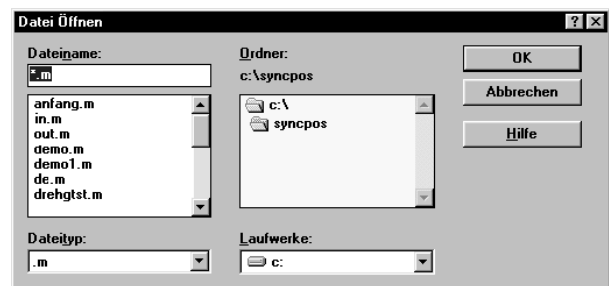 Datei Öffnen
Dateiname:
*.m
anfang.m
in.m
out.m
demo.m
demo1.m
de.m
drehgtst.m
Dateityp:
.m
Ordner:
c:\syncpos
c:\
syncpos
Laufwerke:
c:
OK
Abbrechen
Hilfe